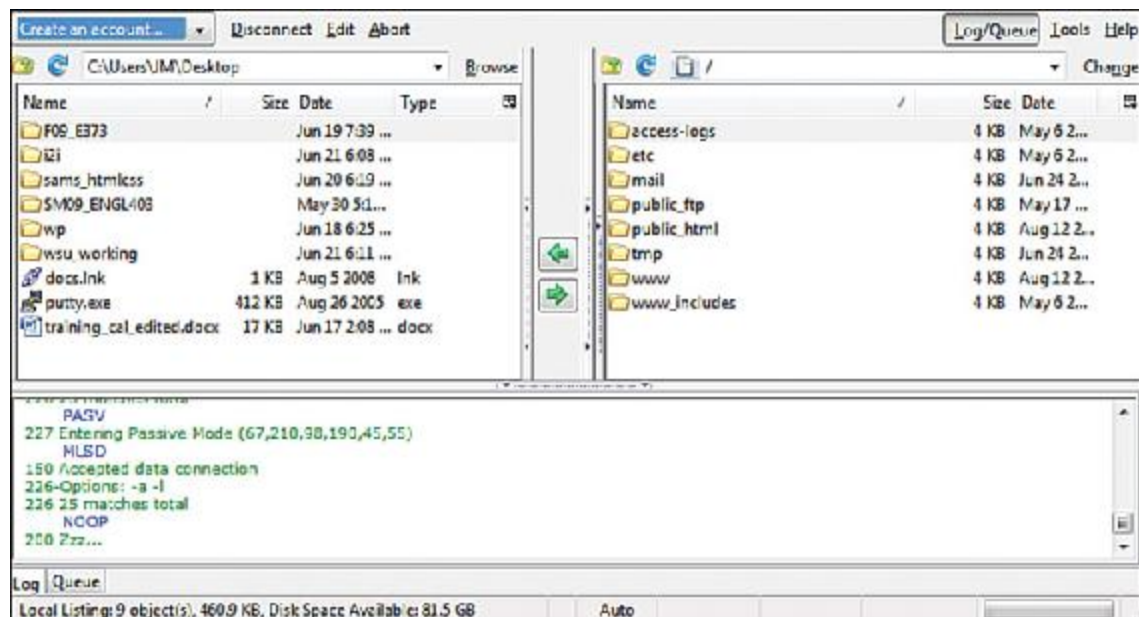 Create an account... Disconnect Edit Abort Log/Queue Tools Help
C:\Users\JM\Desktop Browse / Change
Name / Size Date Type Name / Size Date
F09_E373 Jun 19 7:39 ... access-logs 4 KB May 6 2...
i2i Jun 21 6:08 ... etc 4 KB May 6 2...
sams_htmlcss Jun 20 6:19 ... mail 4 KB Jun 24 2...
SM09_ENGL403 May 30 5:1... public_ftp 4 KB May 17 ...
wp Jun 18 6:25 ... public_html 4 KB Aug 12 2...
wsu_working Jun 21 6:11 ... tmp 4 KB Jun 24 2...
docs.lnk 1 KB Aug 5 2008 lnk www 4 KB Aug 12 2...
putty.exe 412 KB Aug 26 2005 exe www_includes 4 KB May 6 2...
training_cal_edited.docx 17 KB Jun 17 2:08 ... docx
PASV
227 Entering Passive Mode (67,210,98,190,45,55)
MLSD
150 Accepted data connection
226-Options: -a -l
226 25 matches total
NOOP
200 Zzz...
Log Queue
Local Listing: 9 object(s), 460.9 KB, Disk Space Available: 81.5 GB Auto